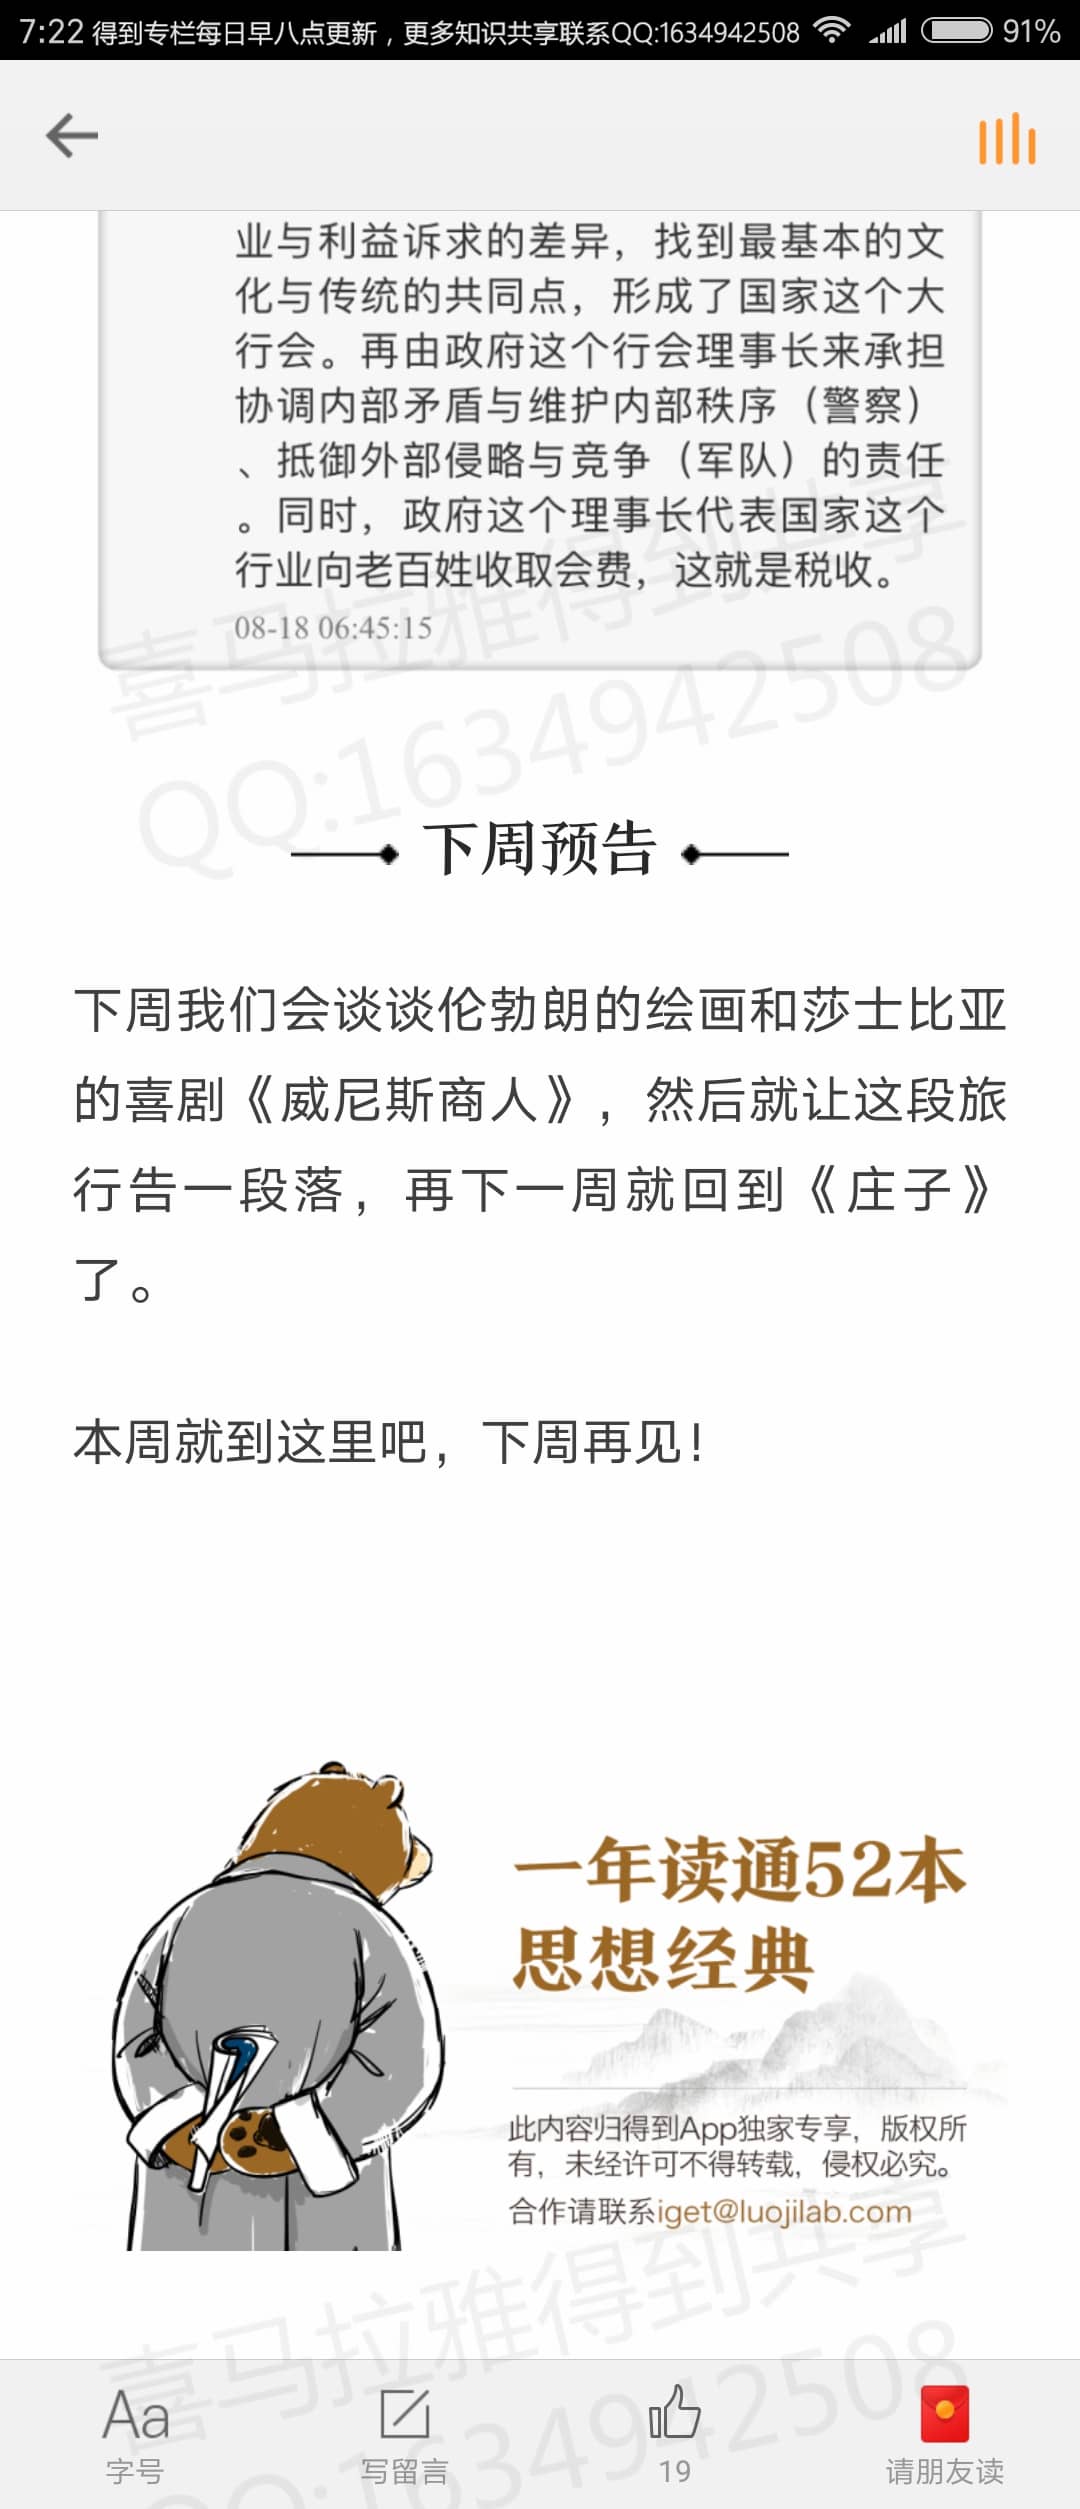 7:22 得到专栏每日早八点更新，更多知识共享联系QQ:1634942508 91%
业与利益诉求的差异，找到最基本的文
化与传统的共同点，形成了国家这个大
行会。再由政府这个行会理事长来承担
协调内部矛盾与维护内部秩序（警察）
、抵御外部侵略与竞争（军队）的责任
。同时，政府这个理事长代表国家这个
行业向老百姓收取会费，这就是税收。
08-18 06:45:15
喜马拉雅得到共享
QQ:1634942508
下周预告
下周我们会谈谈伦勃朗的绘画和莎士比亚
的喜剧《威尼斯商人》，然后就让这段旅
行告一段落，再下一周就回到《庄子》
了。
本周就到这里吧，下周再见！
一年读通52本
思想经典
此内容归得到App独家专享，版权所
有，未经许可不得转载，侵权必究。
合作请联系iget@luojilab.com
喜马拉雅得到共享
QQ:1634942508
Aa
字号
写留言
19
请朋友读